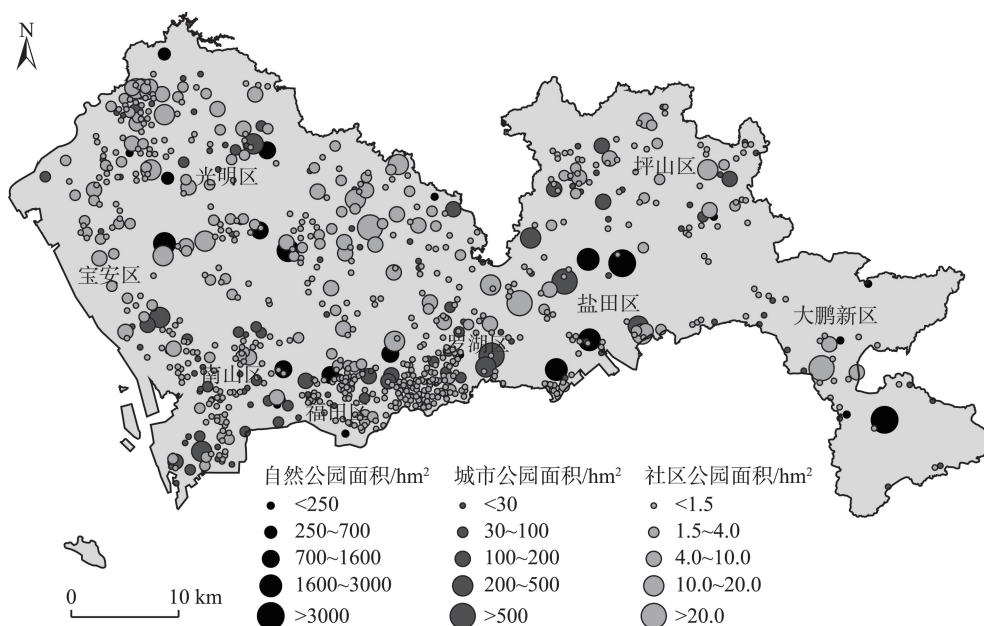 N
光明区
坪山区
宝安区
盐田区
大鹏新区
罗湖区
南山区
福田区
自然公园面积/hm²
<250
250~700
700~1600
1600~3000
>3000
城市公园面积/hm²
<30
30~100
100~200
200~500
>500
社区公园面积/hm²
<1.5
1.5~4.0
4.0~10.0
10.0~20.0
>20.0
0 10 km